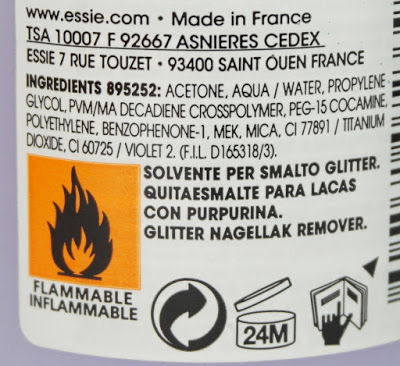 www.essie.com • Made in France
TSA 10007 F 92667 ASNIERES CEDEX
ESSIE 7 RUE TOUZET • 93400 SAINT OUEN FRANCE
INGREDIENTS 895252: ACETONE, AQUA / WATER, PROPYLENE
GLYCOL, PVM/MA DECADIENE CROSSPOLYMER, PEG-15 COCAMINE,
POLYETHYLENE, BENZOPHENONE-1, MEK, MICA, CI 77891 / TITANIUM
DIOXIDE, CI 60725 / VIOLET 2. (F.I.L. D165318/3).
SOLVENTE PER SMALTO GLITTER.
QUITAESMALTE PARA LACAS
CON PURPURINA.
GLITTER NAGELLAK REMOVER.
FLAMMABLE
INFLAMMABLE
24M